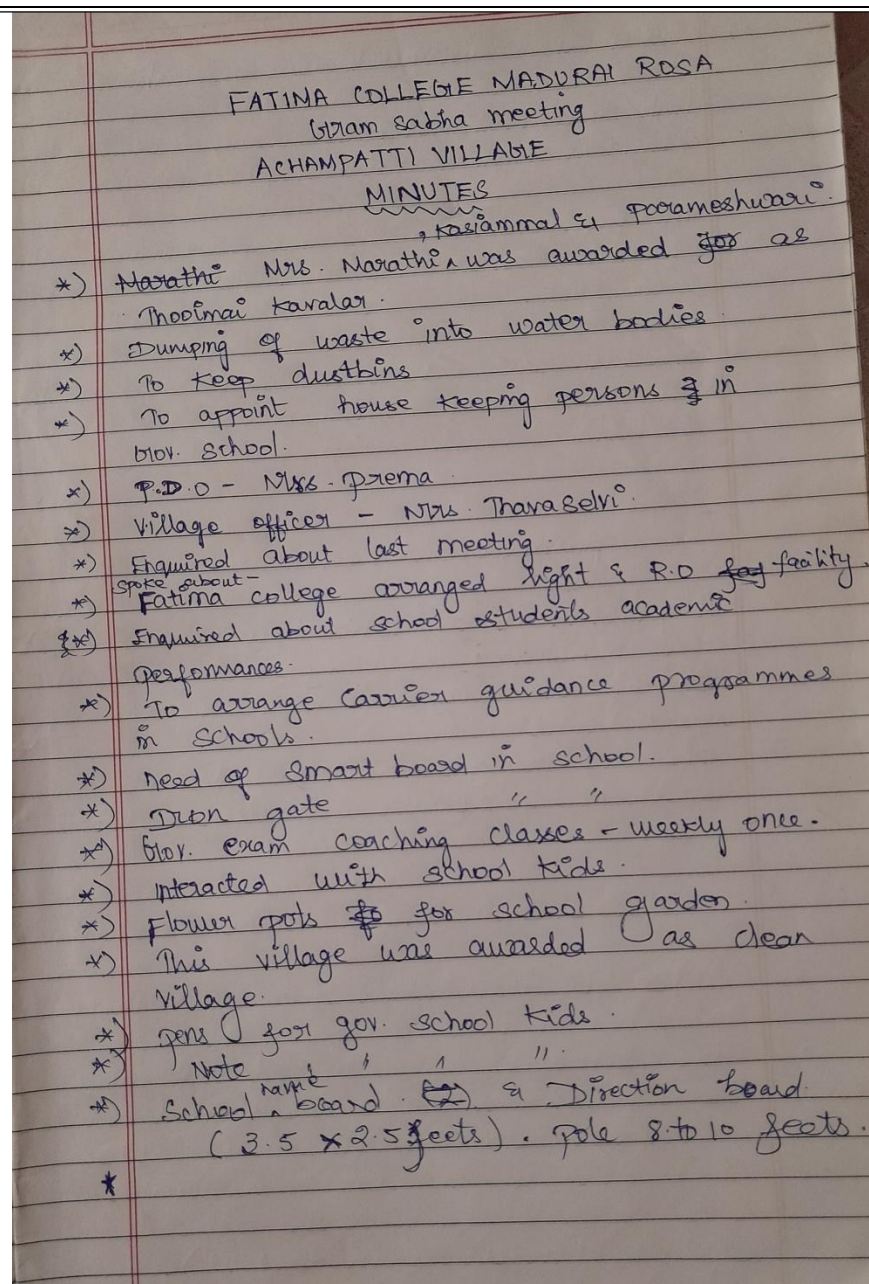 FATIMA COLLEGE MADURAI ROSA
Gram sabha meeting
ACHAMPATTI VILLAGE
MINUTES
, Kasiammal & Parameshwari.
*) Marathi Mrs. Marathi ^ was awarded for as
Thooimai Kavalar.
*) Dumping of waste into water bodies
*) To keep dustbins
*) To appoint house keeping persons in
Gov. School.
*) P.D.O - Mrs. Prema
*) Village officer - Mrs. Thavaselvi.
*) Enquired about last meeting.
spoke about -
*) Fatima college arranged light & R.O facility.
*) Enquired about school students academic
performances.
*) To arrange Carrier guidance programmes
in schools.
*) need of Smart board in school.
*) Iron gate " "
*) Gov. exam coaching classes - weekly once.
*) interacted with school kids.
*) Flower pots for school garden.
*) This village was awarded as clean
village.
*) pens for gov. school kids.
*) Note " " "
name
*) School ^ board. & Direction board.
(3.5 x 2.5 feets). pole 8 to 10 feets.
*